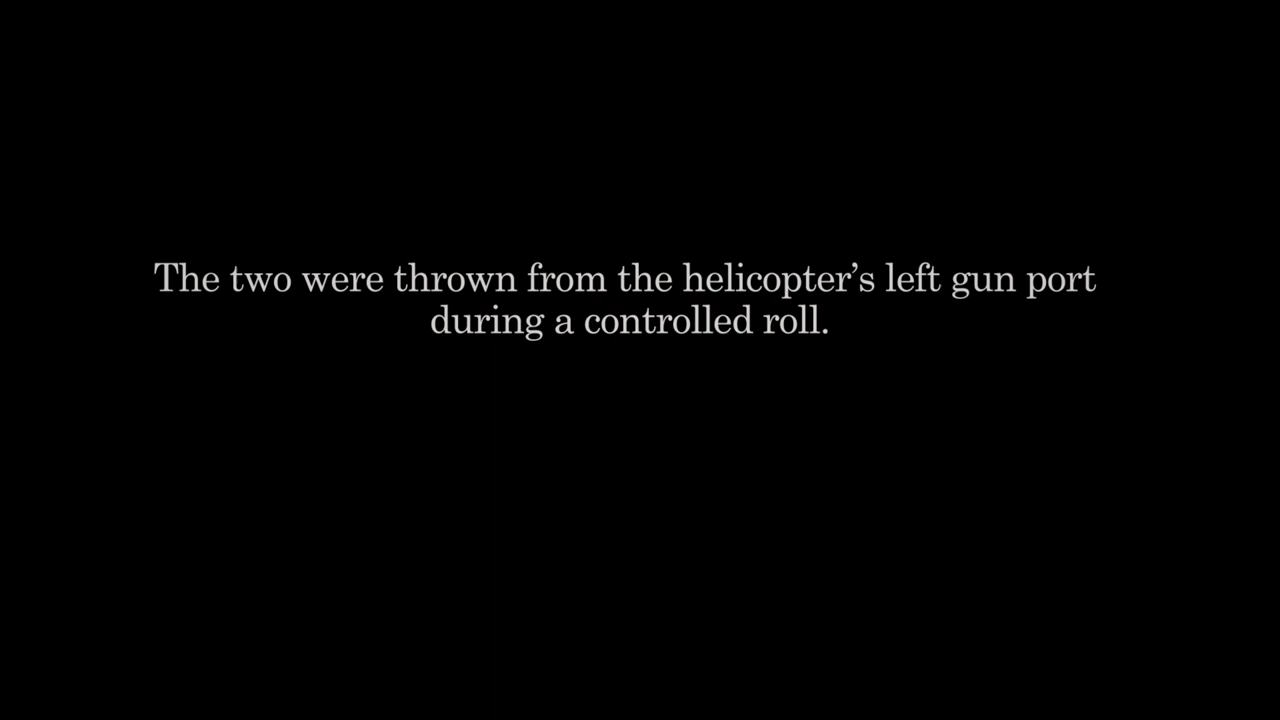 The two were thrown from the helicopter’s left gun port
during a controlled roll.